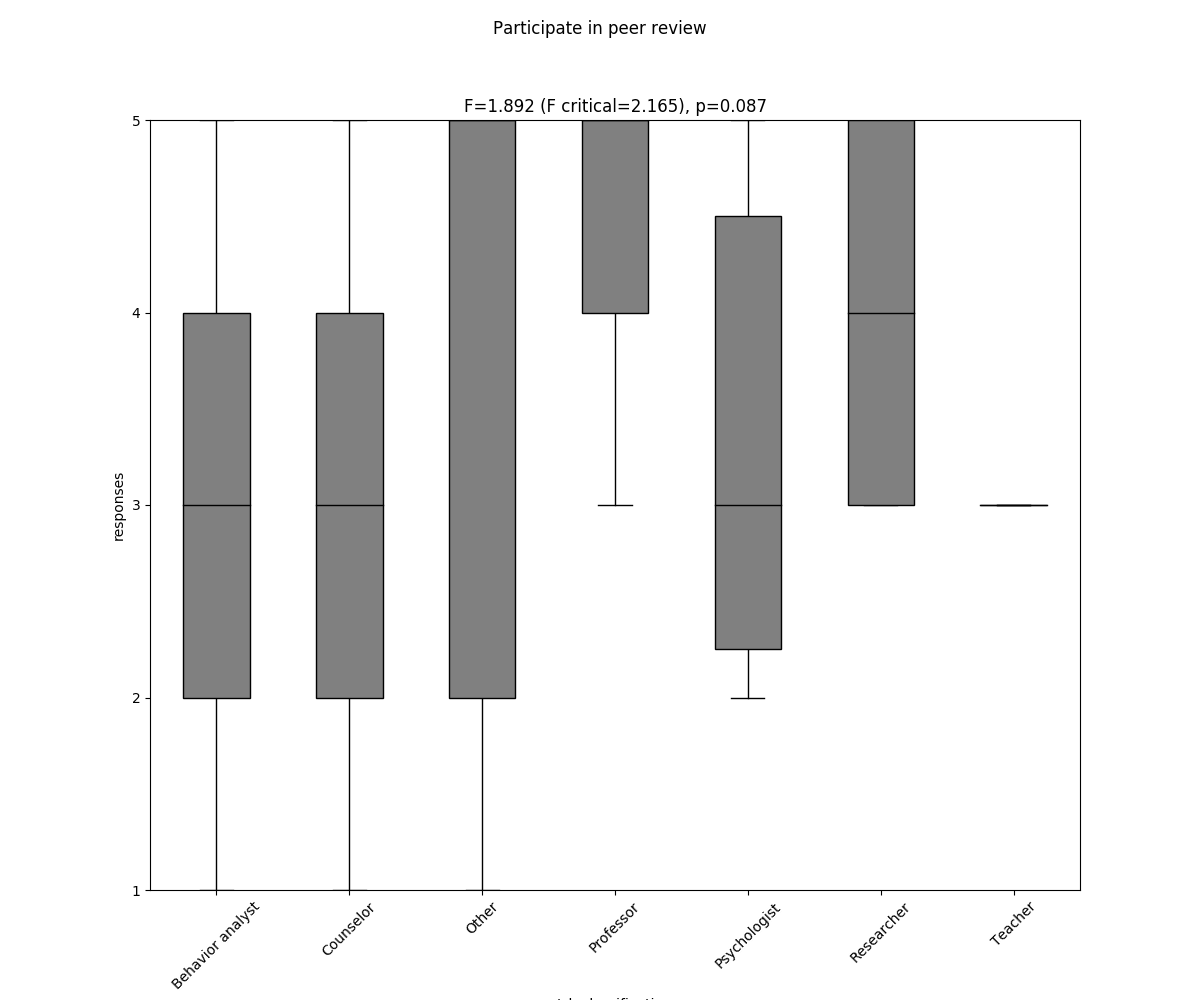 Participate in peer review
F=1.892 (F critical=2.165), p=0.087
5
4
3
2
1
responses
Behavior analyst
Counselor
Other
Professor
Psychologist
Researcher
Teacher